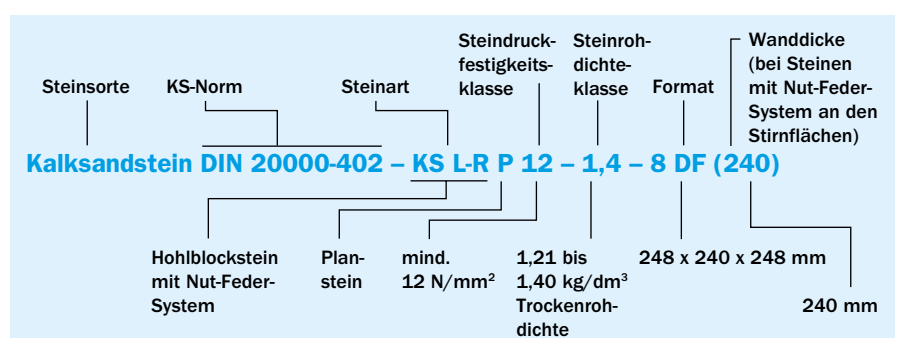 Steinsorte
KS-Norm
Steinart
Steindruck-
festigkeits-
klasse
Steinroh-
dichte-
klasse
Format
Wanddicke
(bei Steinen
mit Nut-Feder-
System an den
Stirnflächen)
Kalksandstein DIN 20000-402 – KS L-R P 12 – 1,4 – 8 DF (240)
Hohlblockstein
mit Nut-Feder-
System
Plan-
stein
mind.
12 N/mm²
1,21 bis
1,40 kg/dm³
Trockenroh-
dichte
248 x 240 x 248 mm
240 mm